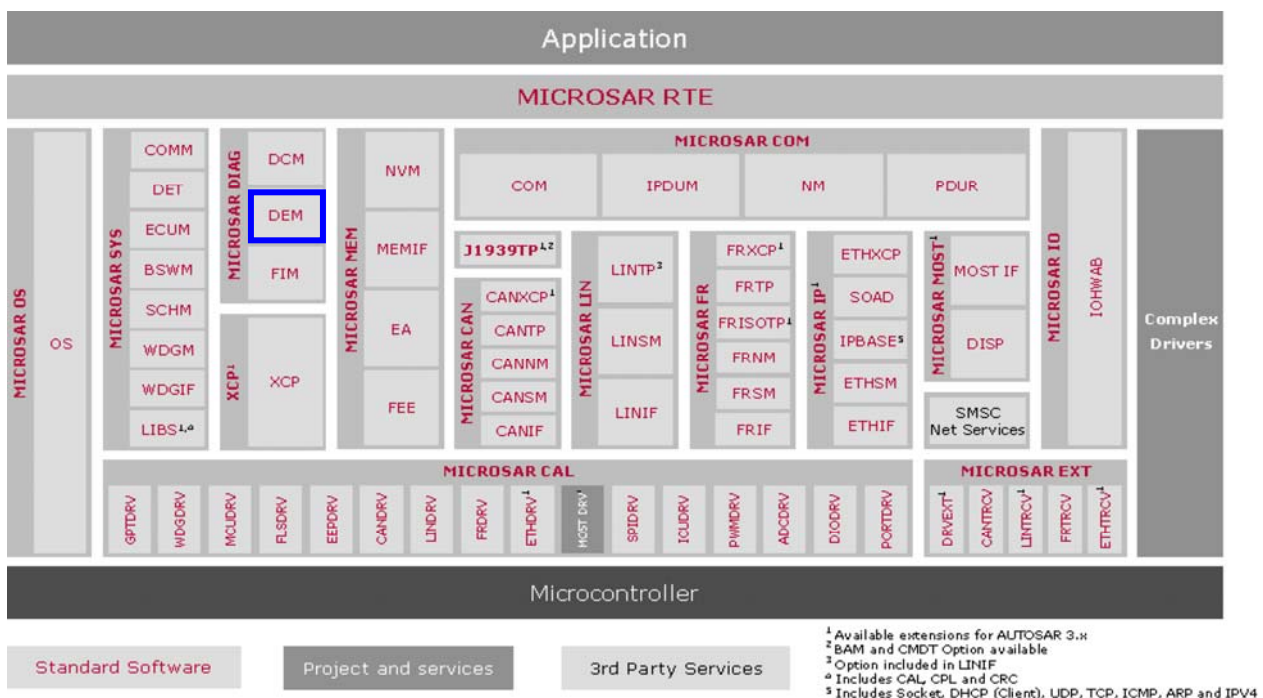 Application
MICROSAR RTE
MICROSAR OS
OS
MICROSAR SYS
COMM
DET
ECUM
BSWM
SCHM
WDGM
WDGIF
LIBS¹,⁴
MICROSAR DIAG
DCM
DEM
FIM
XCP¹
XCP
MICROSAR MEM
NVM
MEMIF
EA
FEE
MICROSAR COM
COM
IPDUM
NM
PDUR
J1939TP¹,²
MICROSAR CAN
CANXCP¹
CANTP
CANNM
CANSM
CANIF
MICROSAR LIN
LINTP³
LINSM
LINIF
MICROSAR FR
FRXCP¹
FRTP
FRISOTP¹
FRNM
FRSM
FRIF
MICROSAR IP¹
ETHXCP
SOAD
IPBASE⁵
ETHSM
ETHIF
MICROSAR MOST¹
MOST IF
DISP
SMSC
Net Services
MICROSAR IO
IOHWAB
Complex
Drivers
MICROSAR CAL
GPTDRV
WDGDRV
MCUDRV
FLSDRV
EEPDRV
CANDRV
LINDRV
FRDRV
ETHDRV¹
MOST DRV¹
SPIDRV
ICUDRV
PWMDRV
ADCDRV
DIODRV
PORTDRV
MICROSAR EXT
DRVEXT¹
CANTRCV
LINTRCV¹
FRTRCV
ETHTRCV¹
Microcontroller
Standard Software
Project and services
3rd Party Services
¹ Available extensions for AUTOSAR 3.x
² BAM and CMDT Option available
³ Option included in LINIF
⁴ Includes CAL, CPL and CRC
⁵ Includes Socket, DHCP (Client), UDP, TCP, ICMP, ARP and IPV4